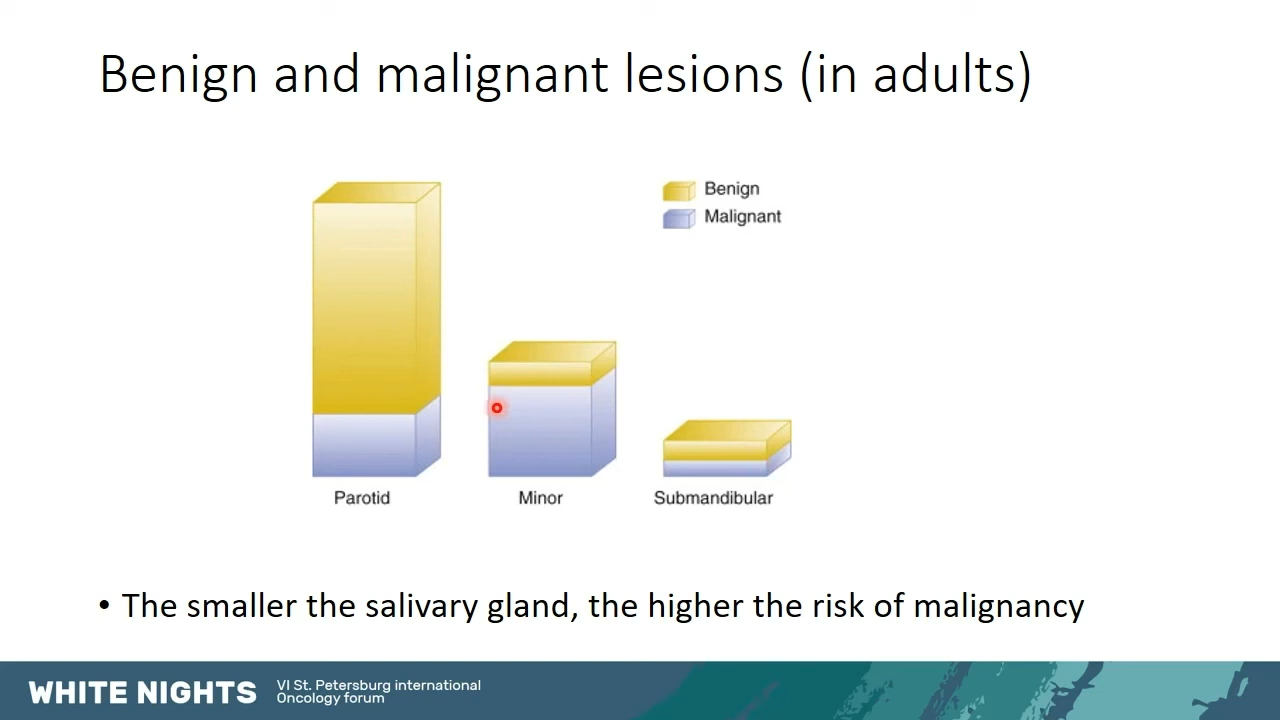 Benign and malignant lesions (in adults)
Benign
Malignant
Parotid
Minor
Submandibular
• The smaller the salivary gland, the higher the risk of malignancy
WHITE NIGHTS
VI St. Petersburg international
Oncology forum